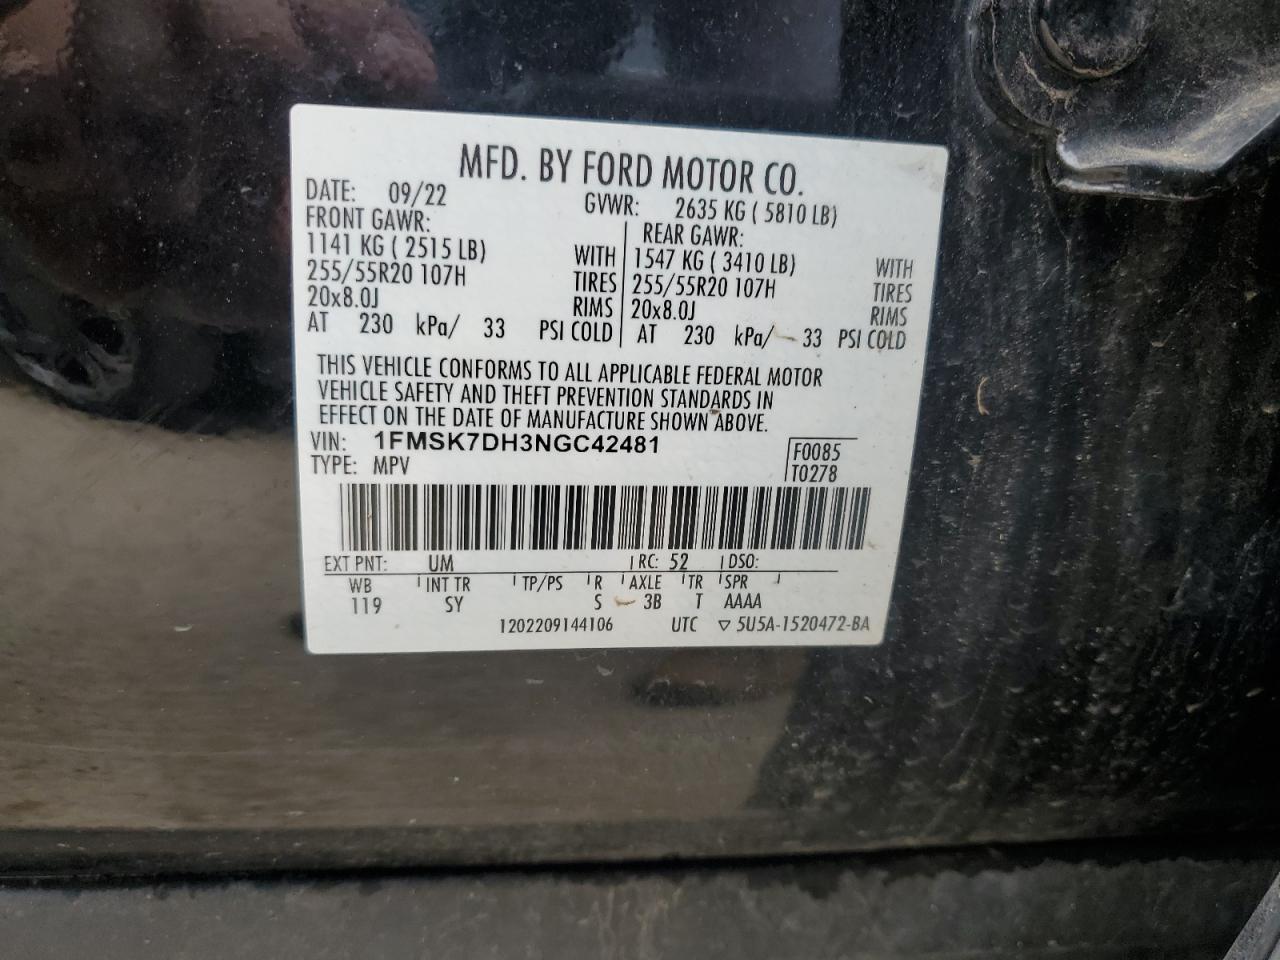 MFD. BY FORD MOTOR CO.
DATE: 09/22 GVWR: 2635 KG ( 5810 LB)
FRONT GAWR: REAR GAWR:
1141 KG ( 2515 LB) WITH 1547 KG ( 3410 LB) WITH
255/55R20 107H TIRES 255/55R20 107H TIRES
20x8.0J RIMS 20x8.0J RIMS
AT 230 kPa/ 33 PSI COLD AT 230 kPa/ 33 PSI COLD
THIS VEHICLE CONFORMS TO ALL APPLICABLE FEDERAL MOTOR
VEHICLE SAFETY AND THEFT PREVENTION STANDARDS IN
EFFECT ON THE DATE OF MANUFACTURE SHOWN ABOVE.
VIN: 1FMSK7DH3NGC42481 F0085
TYPE: MPV T0278
EXT PNT: UM RC: 52 DSO:
WB INT TR TP/PS R AXLE TR SPR
119 SY S 3B T AAAA
1202209144106 UTC ▽ 5U5A-1520472-BA